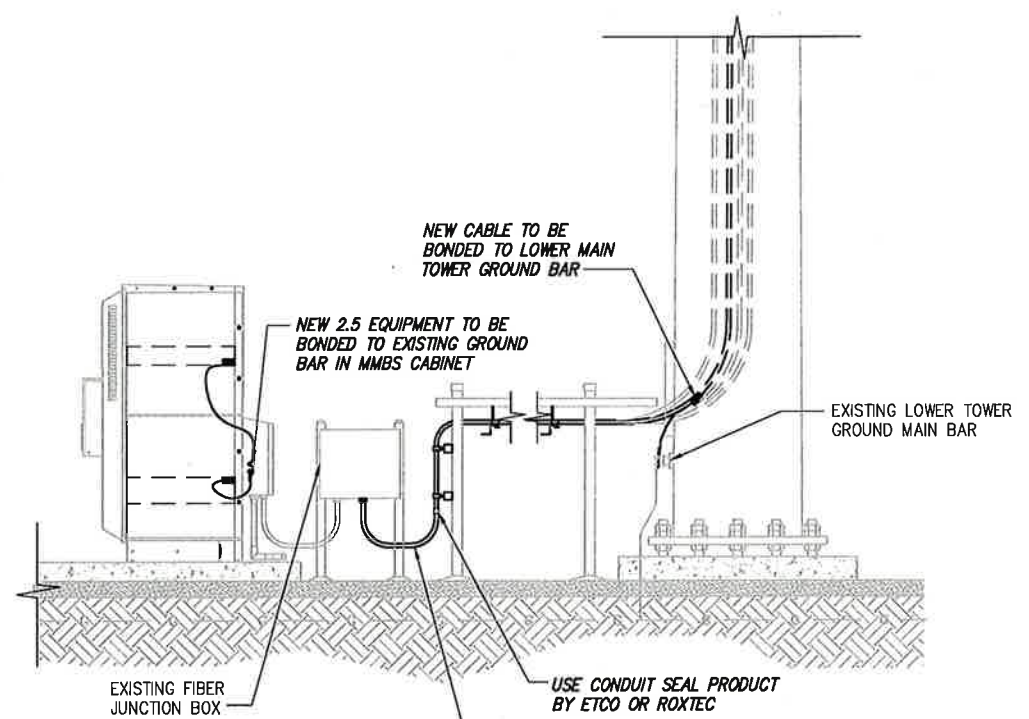 NEW CABLE TO BE
BONDED TO LOWER MAIN
TOWER GROUND BAR
NEW 2.5 EQUIPMENT TO BE
BONDED TO EXISTING GROUND
BAR IN MMBS CABINET
EXISTING LOWER TOWER
GROUND MAIN BAR
EXISTING FIBER
JUNCTION BOX
USE CONDUIT SEAL PRODUCT
BY ETCO OR ROXTEC